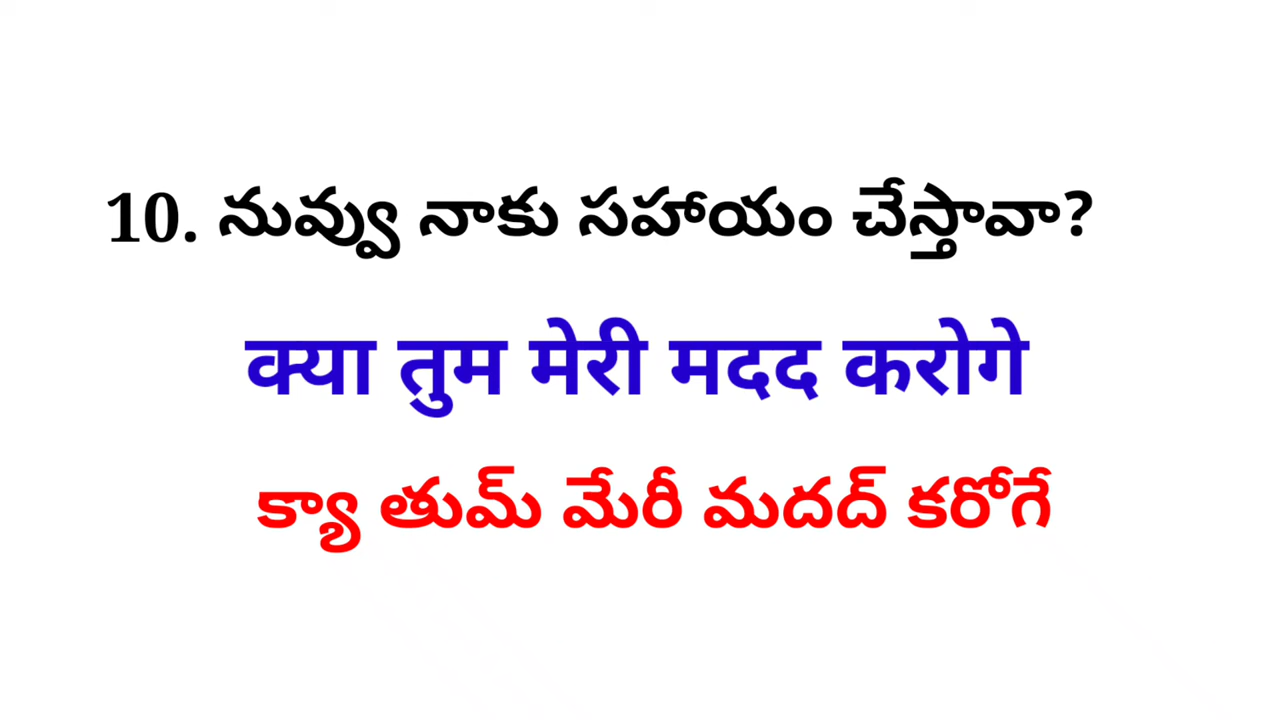 10. నువ్వు నాకు సహాయం చేస్తావా?
क्या तुम मेरी मदद करोगे
క్యా తుమ్ మేరీ మదద్ కరోగే